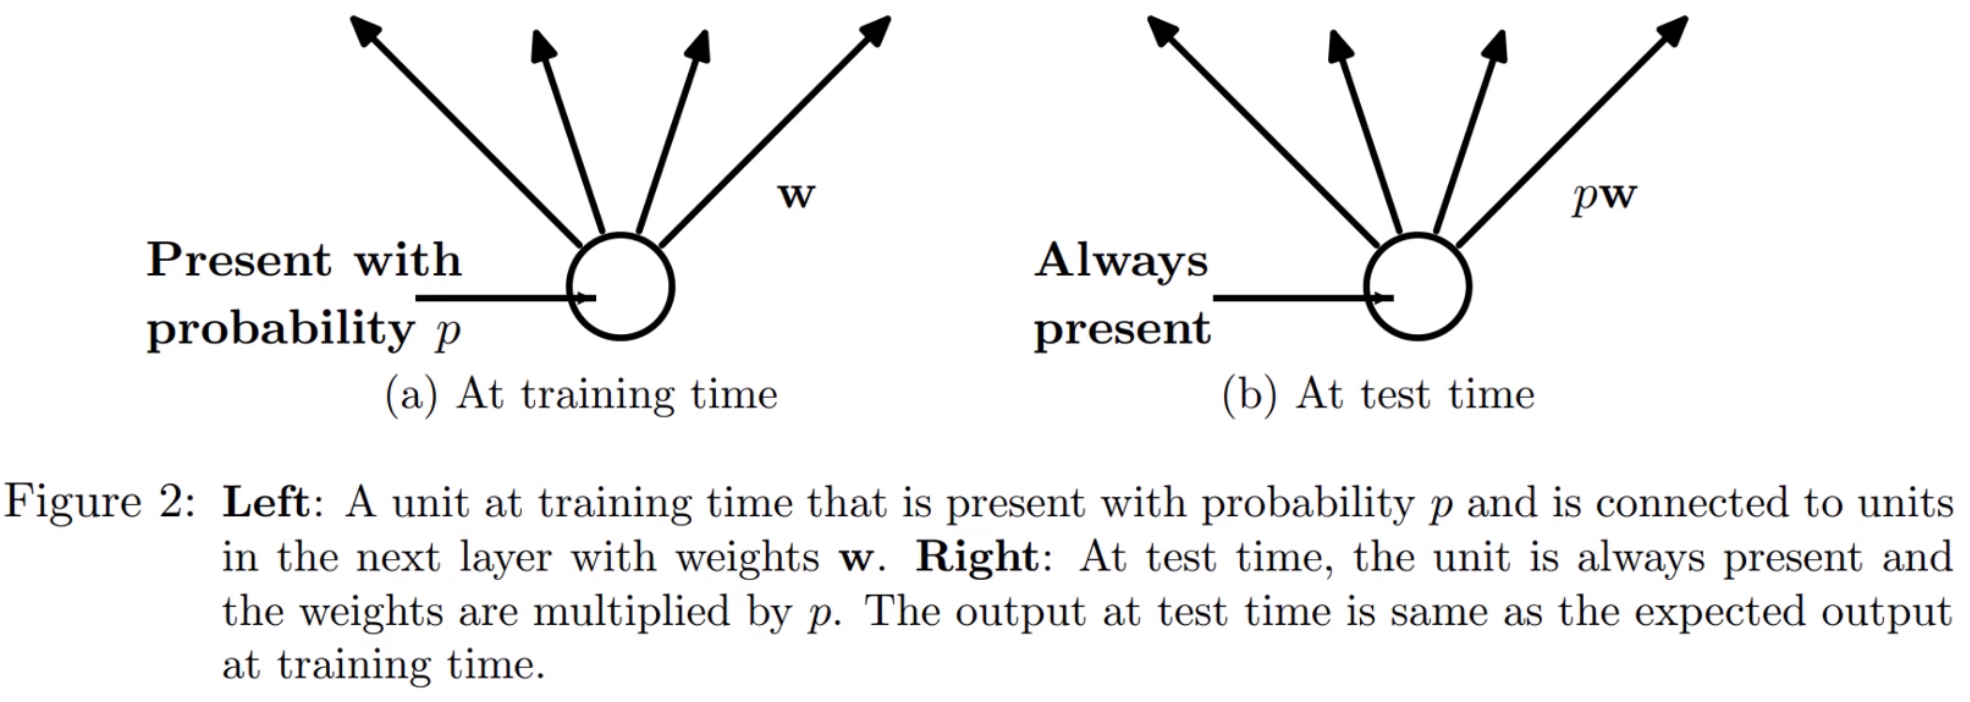 w
Present with
probability p
(a) At training time
pw
Always
present
(b) At test time
Figure 2: Left: A unit at training time that is present with probability p and is connected to units
in the next layer with weights w. Right: At test time, the unit is always present and
the weights are multiplied by p. The output at test time is same as the expected output
at training time.